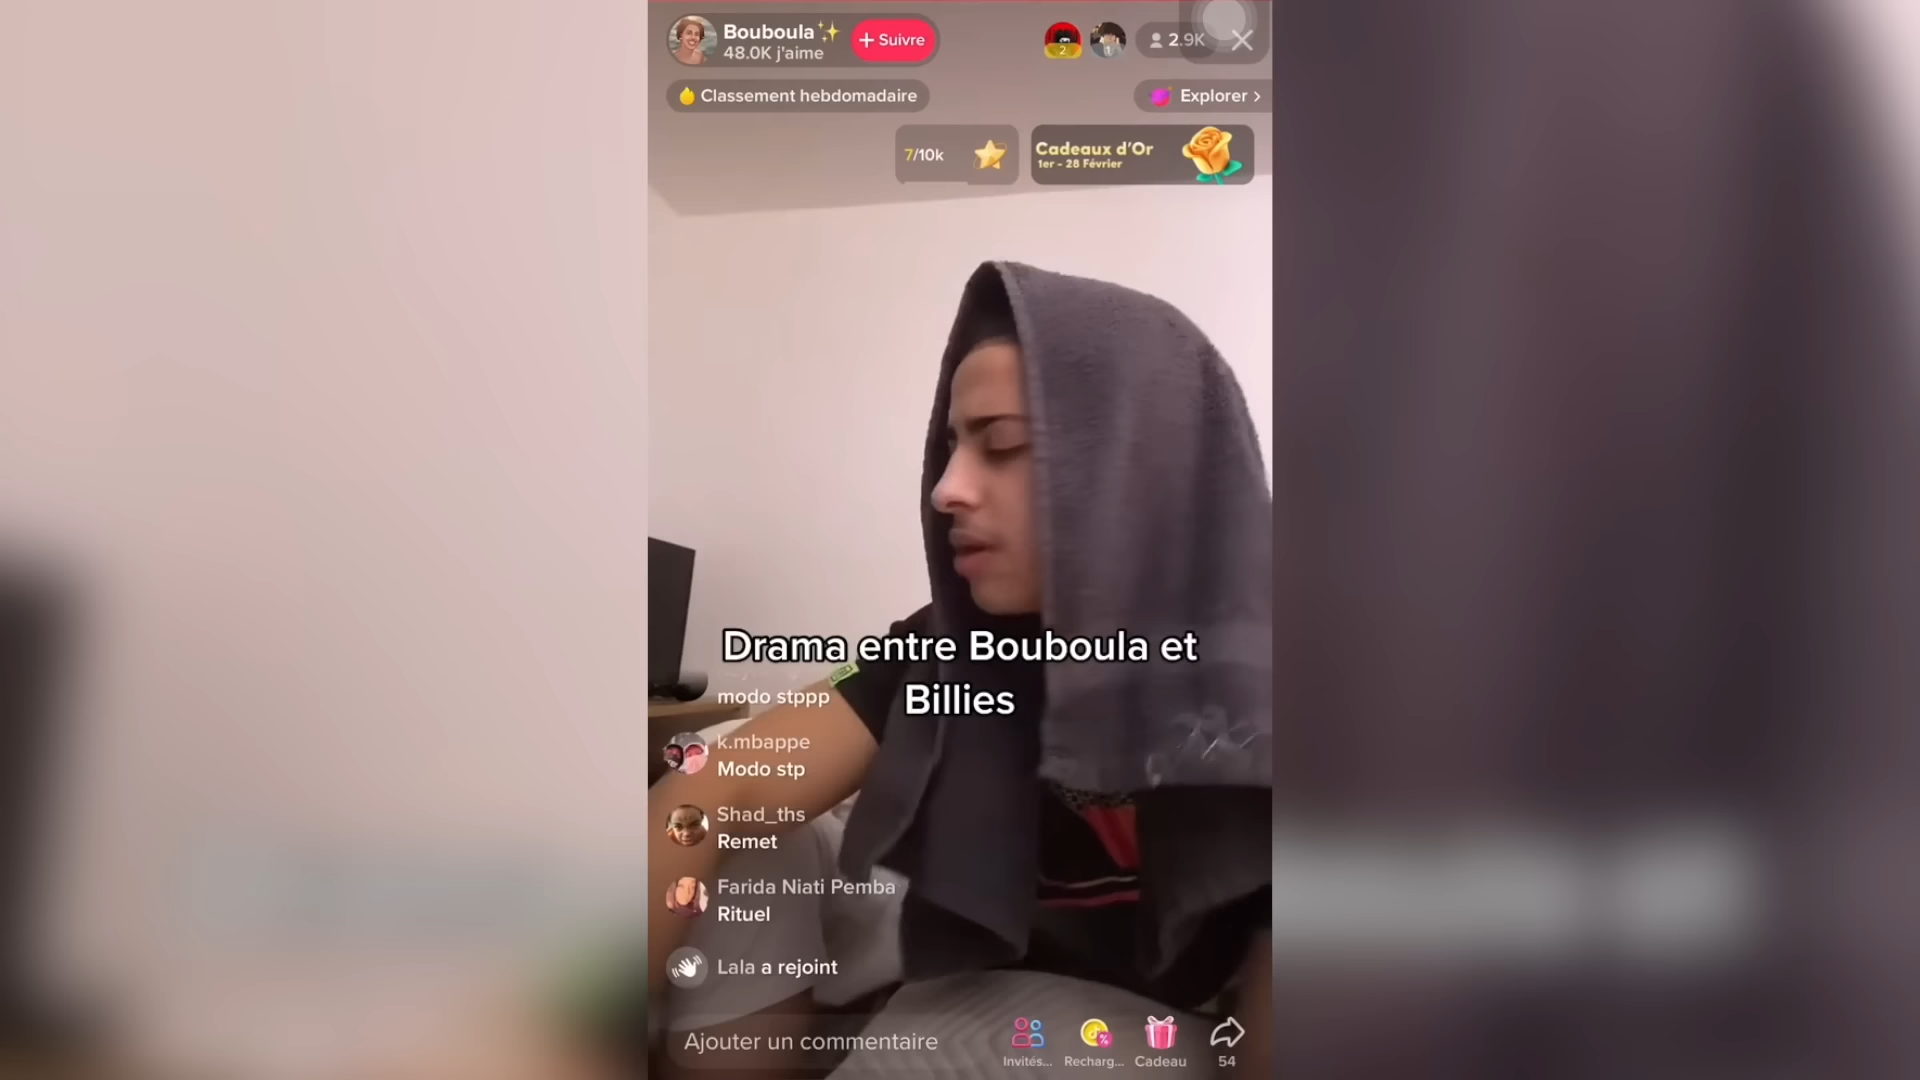 Bouboula✨
48.0K j'aime
+ Suivre
2
1
2.9K
Classement hebdomadaire
Explorer >
7/10k
Cadeaux d'Or
1er - 28 Février
Drama entre Bouboula et
Billies
modo stppp
k.mbappe
Modo stp
Shad_ths
Remet
Farida Niati Pemba
Rituel
Lala a rejoint
Ajouter un commentaire
Invités...
Recharg...
Cadeau
54